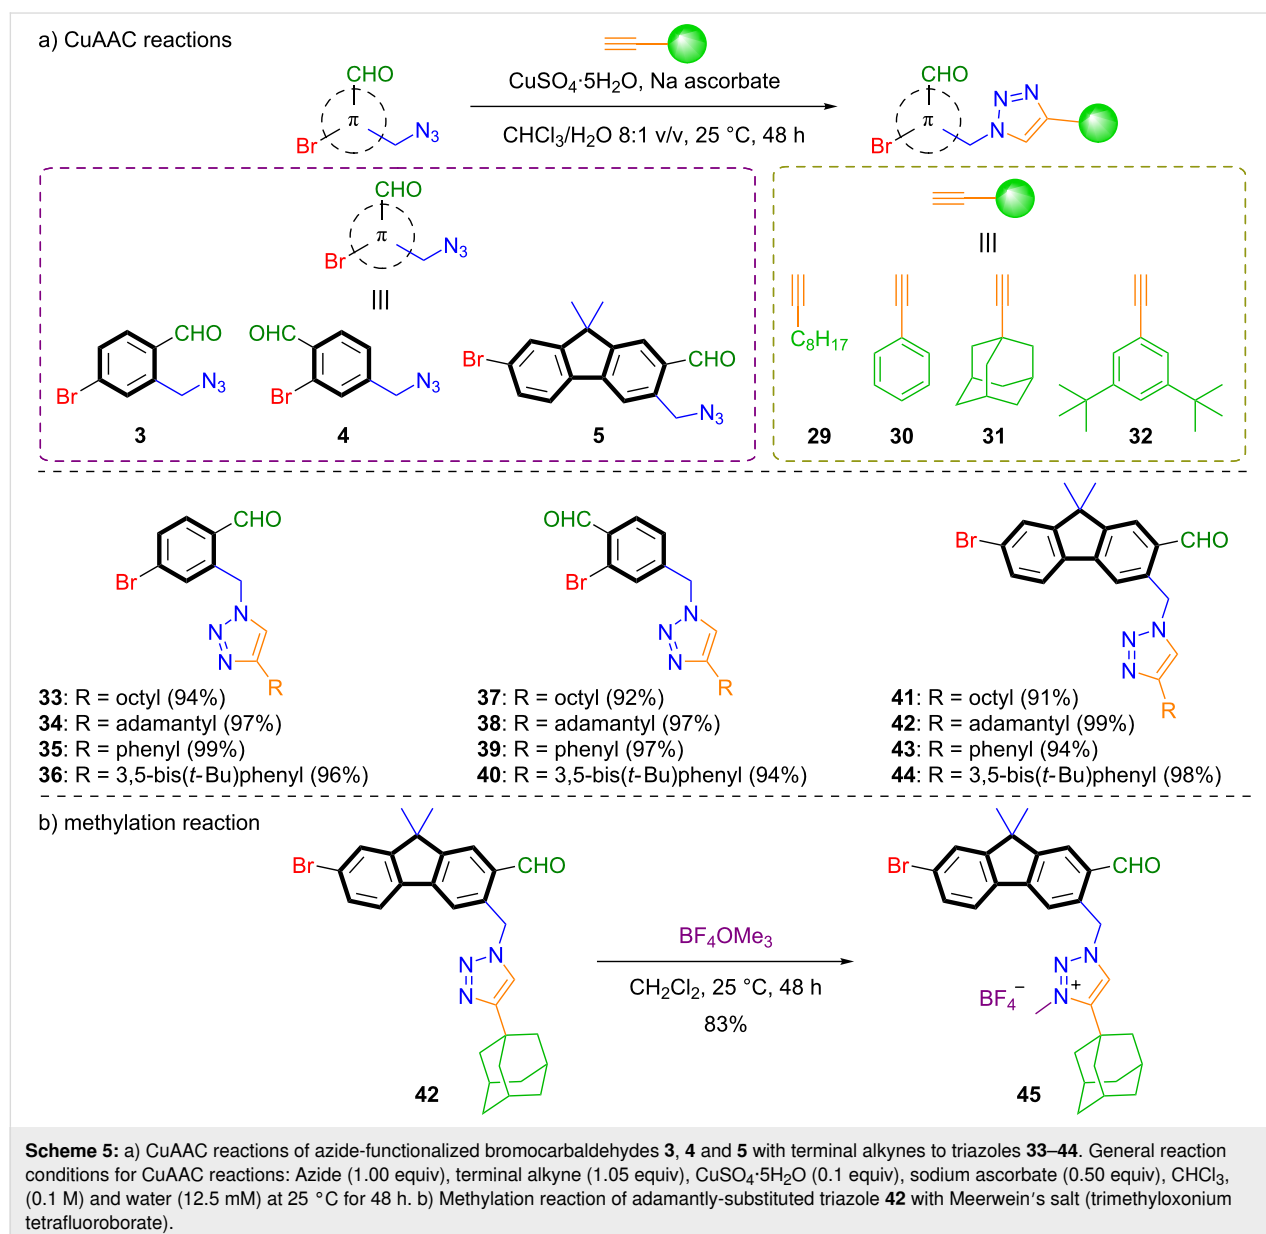 a) CuAAC reactions
CHO
π
Br
N₃
CuSO₄·5H₂O, Na ascorbate
CHCl₃/H₂O 8:1 v/v, 25 °C, 48 h
CHO
π
Br
N
N
N
CHO
π
Br
N₃
CHO
Br
N₃
3
OHC
Br
N₃
4
Br
CHO
N₃
5
C₈H₁₇
29
30
31
32
CHO
Br
N
N
N
R
33: R = octyl (94%)
34: R = adamantyl (97%)
35: R = phenyl (99%)
36: R = 3,5-bis(t-Bu)phenyl (96%)
OHC
Br
N
N
N
R
37: R = octyl (92%)
38: R = adamantyl (97%)
39: R = phenyl (97%)
40: R = 3,5-bis(t-Bu)phenyl (94%)
Br
CHO
N
N
N
R
41: R = octyl (91%)
42: R = adamantyl (99%)
43: R = phenyl (94%)
44: R = 3,5-bis(t-Bu)phenyl (98%)
b) methylation reaction
Br
CHO
N
N
N
42
BF₄OMe₃
CH₂Cl₂, 25 °C, 48 h
83%
Br
CHO
N
N
N
+
BF₄⁻
45
Scheme 5: a) CuAAC reactions of azide-functionalized bromocarbaldehydes 3, 4 and 5 with terminal alkynes to triazoles 33–44. General reaction
conditions for CuAAC reactions: Azide (1.00 equiv), terminal alkyne (1.05 equiv), CuSO₄·5H₂O (0.1 equiv), sodium ascorbate (0.50 equiv), CHCl₃,
(0.1 M) and water (12.5 mM) at 25 °C for 48 h. b) Methylation reaction of adamantly-substituted triazole 42 with Meerwein's salt (trimethyloxonium
tetrafluoroborate).